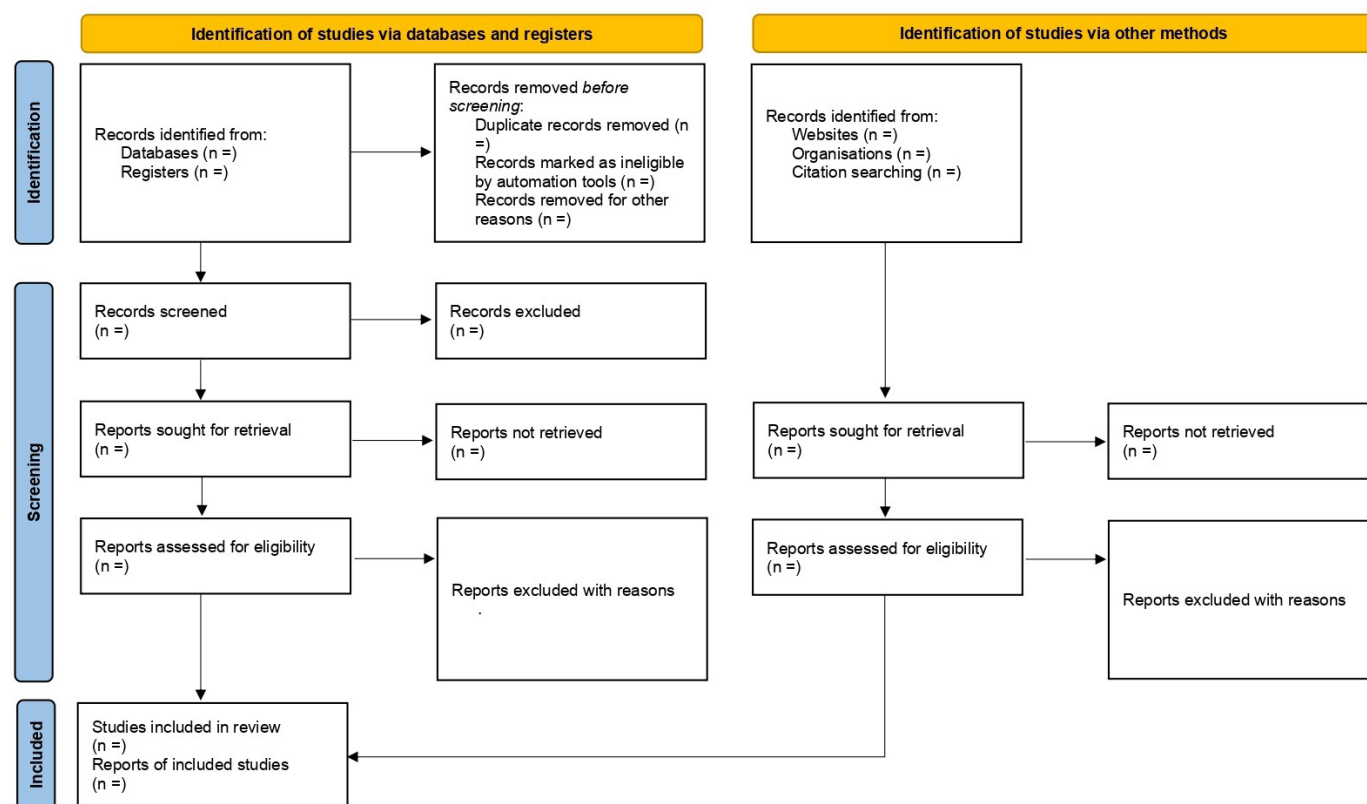 Identification of studies via databases and registers
Identification of studies via other methods
Identification
Records identified from:
Databases (n =)
Registers (n =)
Records removed before
screening:
Duplicate records removed (n
=)
Records marked as ineligible
by automation tools (n =)
Records removed for other
reasons (n =)
Records identified from:
Websites (n =)
Organisations (n =)
Citation searching (n =)
Screening
Records screened
(n =)
Records excluded
(n =)
Reports sought for retrieval
(n =)
Reports not retrieved
(n =)
Reports sought for retrieval
(n =)
Reports not retrieved
(n =)
Reports assessed for eligibility
(n =)
Reports excluded with reasons
.
Reports assessed for eligibility
(n =)
Reports excluded with reasons
Included
Studies included in review
(n =)
Reports of included studies
(n =)